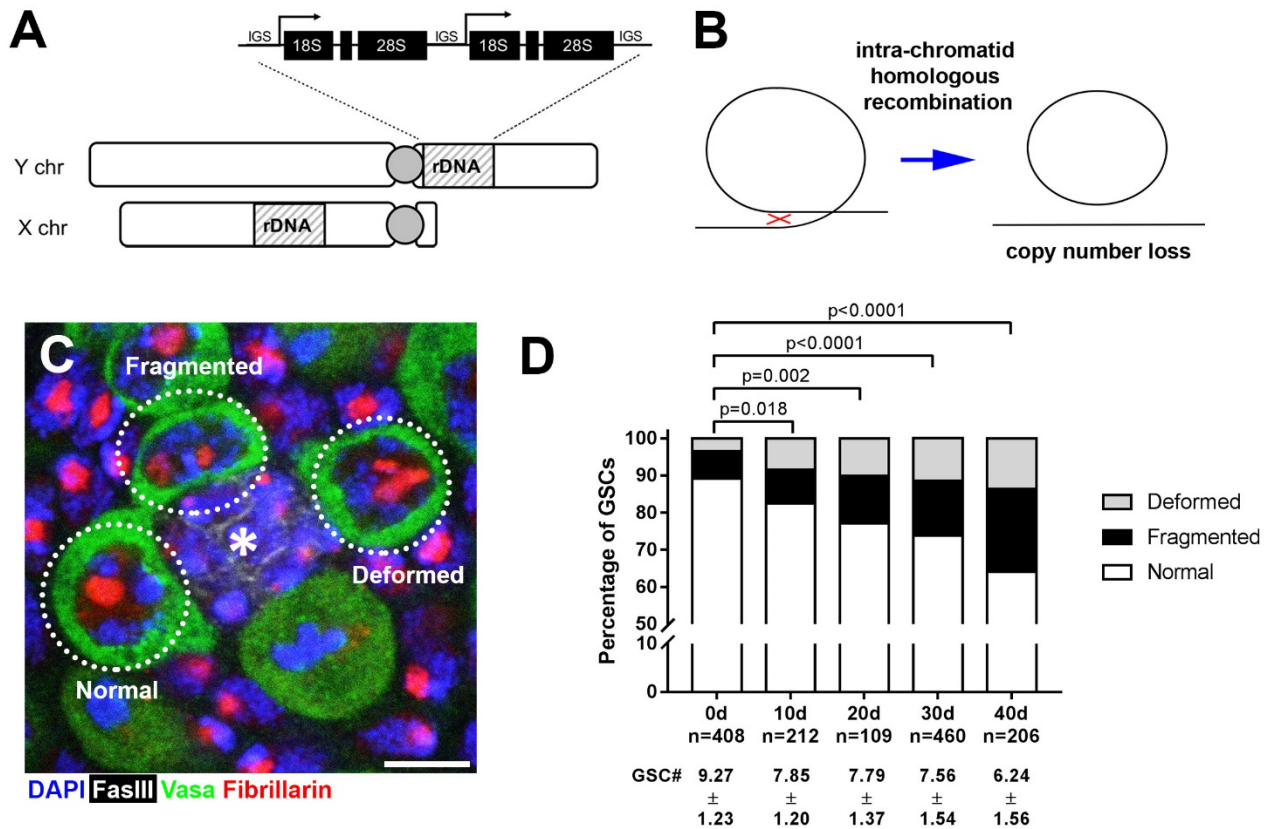 A
IGS 18S 28S IGS 18S 28S IGS
Y chr rDNA
X chr rDNA
B
intra-chromatid
homologous
recombination
copy number loss
C
Fragmented
Deformed
*
Normal
DAPI FasIII Vasa Fibrillarin
D
p<0.0001
p<0.0001
p=0.002
p=0.018
Percentage of GSCs
100
90
80
70
60
50
10
0
0d 10d 20d 30d 40d
n=408 n=212 n=109 n=460 n=206
GSC# 9.27 7.85 7.79 7.56 6.24
± ± ± ± ±
1.23 1.20 1.37 1.54 1.56
Deformed
Fragmented
Normal